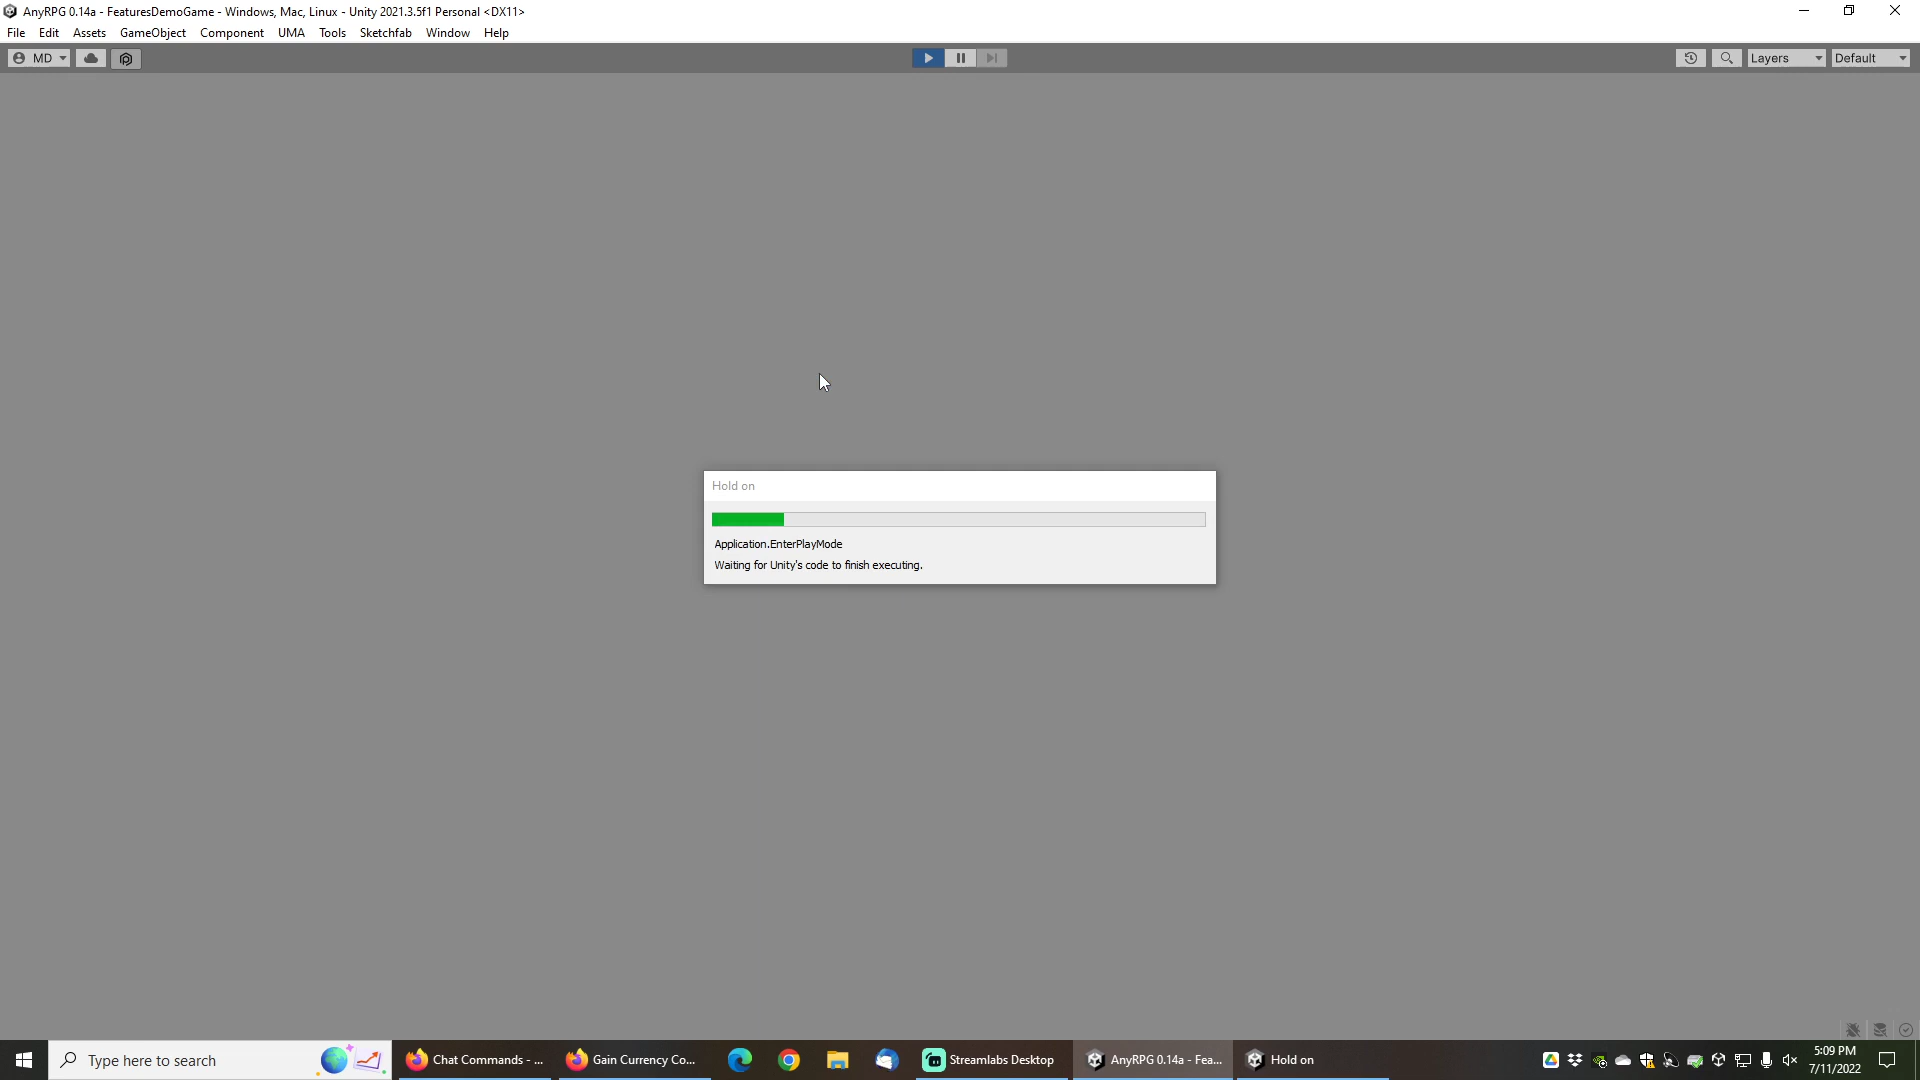 AnyRPG 0.14a - FeaturesDemoGame - Windows, Mac, Linux - Unity 2021.3.5f1 Personal <DX11>
File Edit Assets GameObject Component UMA Tools Sketchfab Window Help
MD Layers Default
Hold on
Application.EnterPlayMode
Waiting for Unity's code to finish executing.
Type here to search Chat Commands - ... Gain Currency Co... Streamlabs Desktop AnyRPG 0.14a - Fea... Hold on
5:09 PM
7/11/2022